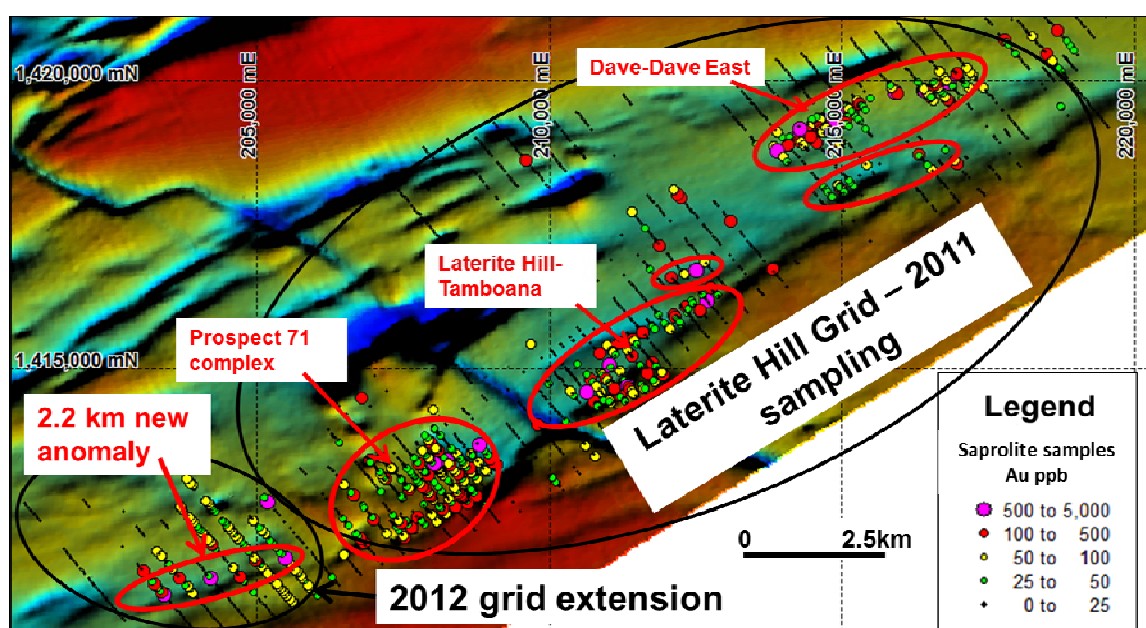 1,420,000 mN
205,000 mE
210,000 mE
Dave-Dave East
215,000 mE
220,000 mE
Laterite Hill-
Tamboana
Laterite Hill Grid – 2011
sampling
Prospect 71
complex
1,415,000 mN
2.2 km new
anomaly
0 2.5km
2012 grid extension
Legend
Saprolite samples
Au ppb
500 to 5,000
100 to 500
50 to 100
25 to 50
0 to 25